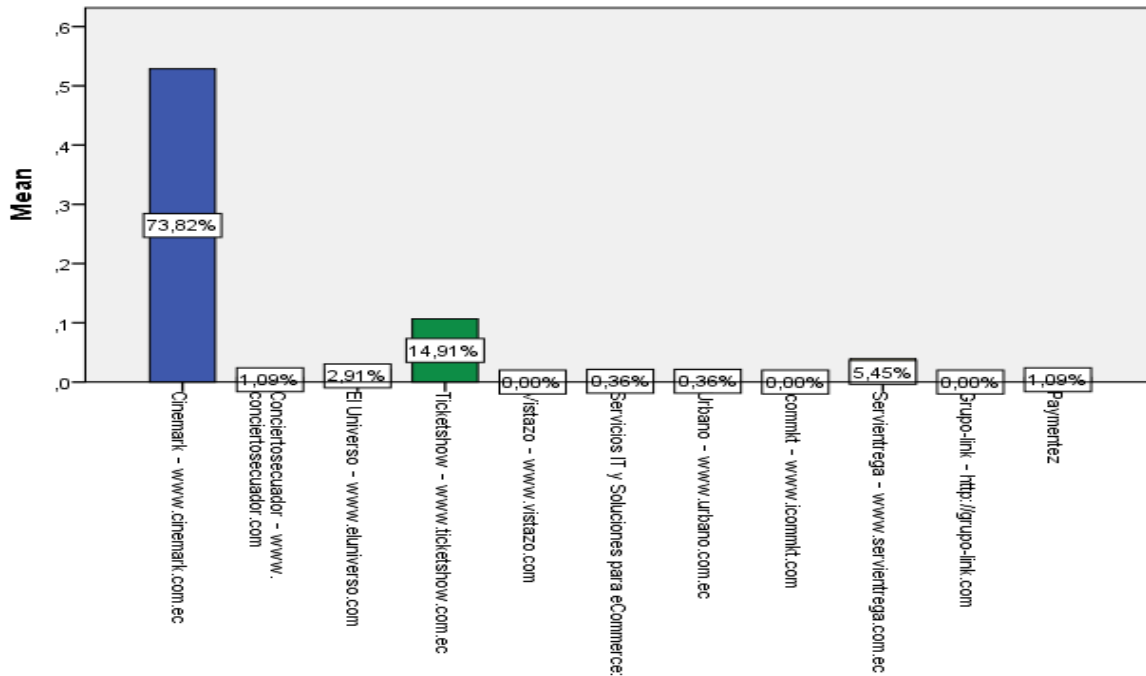 ,6
,5
,4
,3
,2
,1
,0
Mean
73,82%
1,09%
2,91%
14,91%
0,00%
0,36%
0,36%
0,00%
5,45%
0,00%
1,09%
Cinemark - www.cinemark.com.ec
Conciertosecuador - www.
conciertosecuador.com
El Universo - www.eluniverso.com
Ticketshow - www.ticketshow.com.ec
Vistazo - www.vistazo.com
Servicios IT y Soluciones para eCommerce:
Urbano - www.urbano.com.ec
icommkt - www.icommkt.com
Servientrega - www.servientrega.com.ec
Grupo-link - http://grupo-link.com
Paymentez